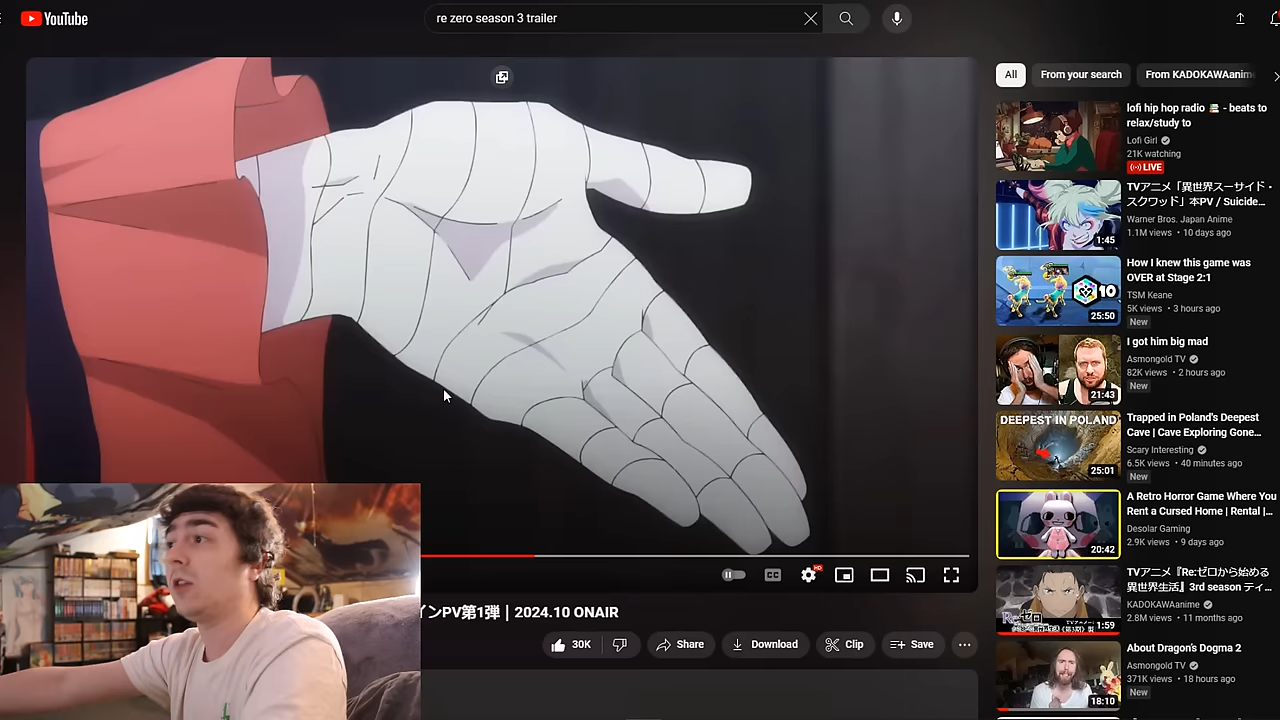 YouTube
re zero season 3 trailer
HD
インPV第1弾｜2024.10 ONAIR
30K
Share
Download
Clip
Save
All
From your search
From KADOKAWAanim
lofi hip hop radio 📚 - beats to
relax/study to
Lofi Girl
21K watching
LIVE
1:45
TVアニメ「異世界スーサイド・
スクワッド」本PV / Suicide...
Warner Bros. Japan Anime
1.1M views • 10 days ago
10
25:50
How I knew this game was
OVER at Stage 2:1
TSM Keane
5K views • 3 hours ago
New
21:43
I got him big mad
Asmongold TV
82K views • 2 hours ago
New
DEEPEST IN POLAND
25:01
Trapped in Poland's Deepest
Cave | Cave Exploring Gone...
Scary Interesting
6.5K views • 40 minutes ago
New
20:42
A Retro Horror Game Where You
Rent a Cursed Home | Rental |...
Desolar Gaming
2.9K views • 9 days ago
1:59
TVアニメ『Re:ゼロから始める
異世界生活』3rd season ティ...
KADOKAWAanime
2.8M views • 11 months ago
18:10
About Dragon's Dogma 2
Asmongold TV
371K views • 18 hours ago
New